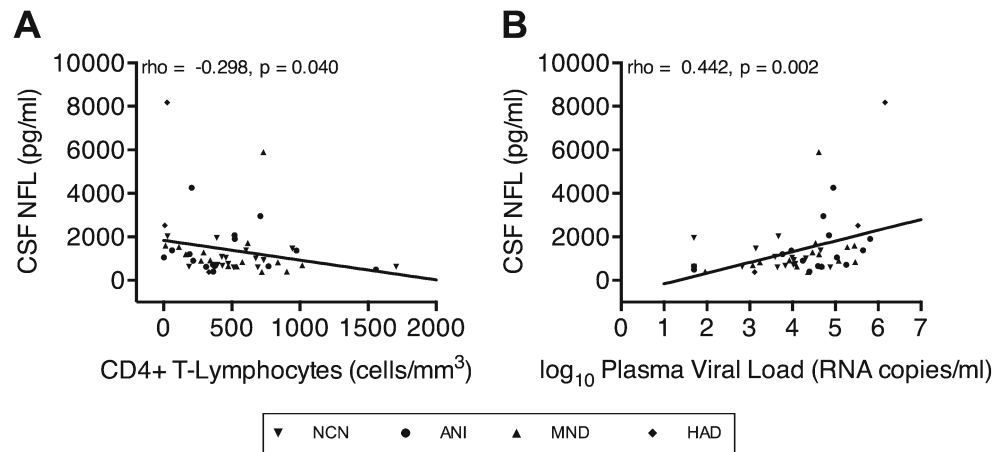 A
B
rho = -0.298, p = 0.040
rho = 0.442, p = 0.002
CSF NFL (pg/ml)
10000
8000
6000
4000
2000
0
0 500 1000 1500 2000
CD4+ T-Lymphocytes (cells/mm³)
CSF NFL (pg/ml)
10000
8000
6000
4000
2000
0
0 1 2 3 4 5 6 7
log₁₀ Plasma Viral Load (RNA copies/ml)
NCN ANI MND HAD